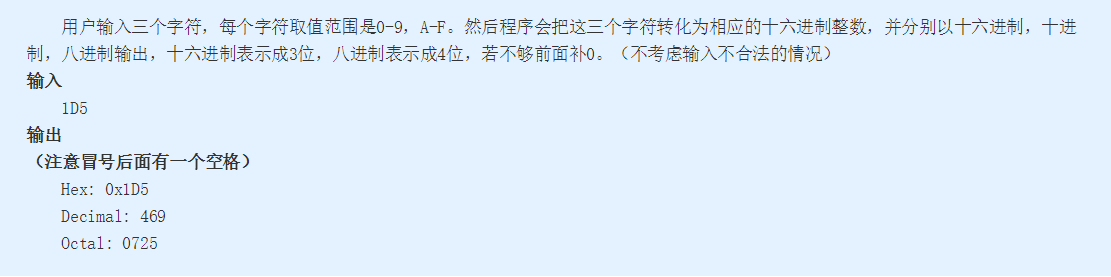 用户输入三个字符，每个字符取值范围是0-9，A-F。然后程序会把这三个字符转化为相应的十六进制整数，并分别以十六进制，十进
制，八进制输出，十六进制表示成3位，八进制表示成4位，若不够前面补0。（不考虑输入不合法的情况）
输入
1D5
输出
（注意冒号后面有一个空格）
Hex: 0x1D5
Decimal: 469
Octal: 0725